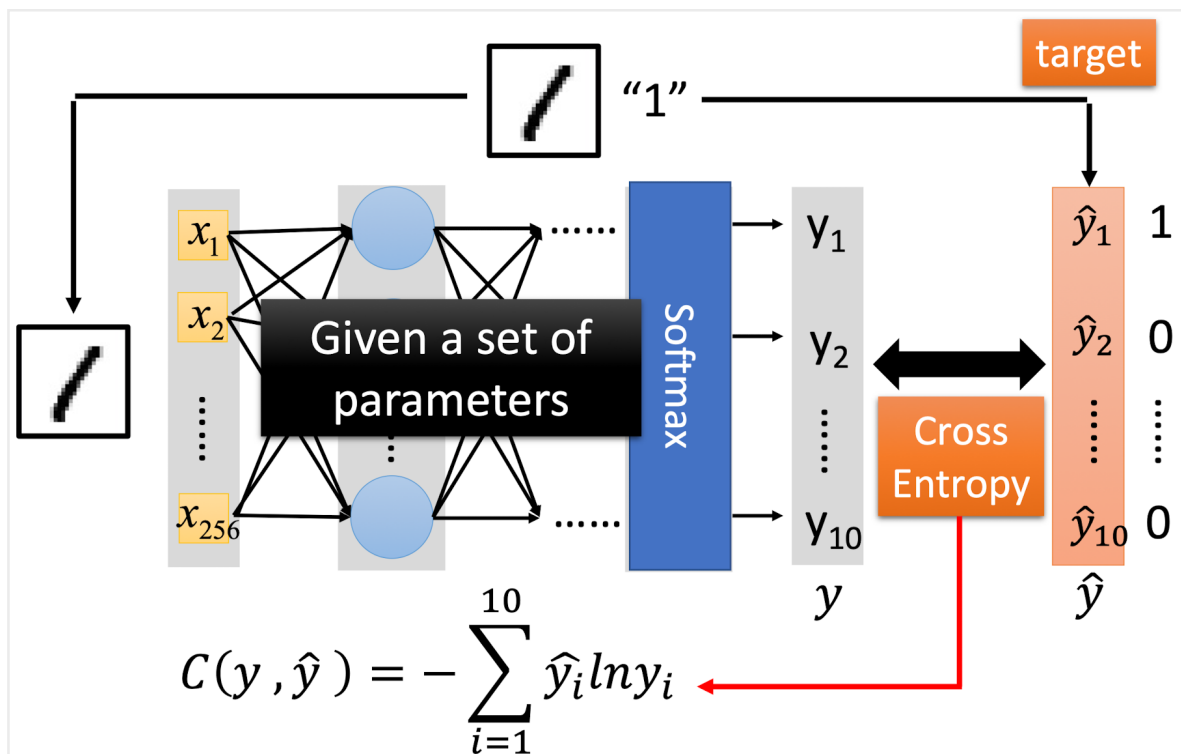 target
“1”
x₁
x₂
……
x₂₅₆
Given a set of
parameters
……
……
……
Softmax
y₁
y₂
……
y₁₀
y
Cross
Entropy
ŷ₁ 1
ŷ₂ 0
…… ……
ŷ₁₀ 0
ŷ
C(y , ŷ ) = − ∑_{i=1}^{10} ŷᵢ lnyᵢ